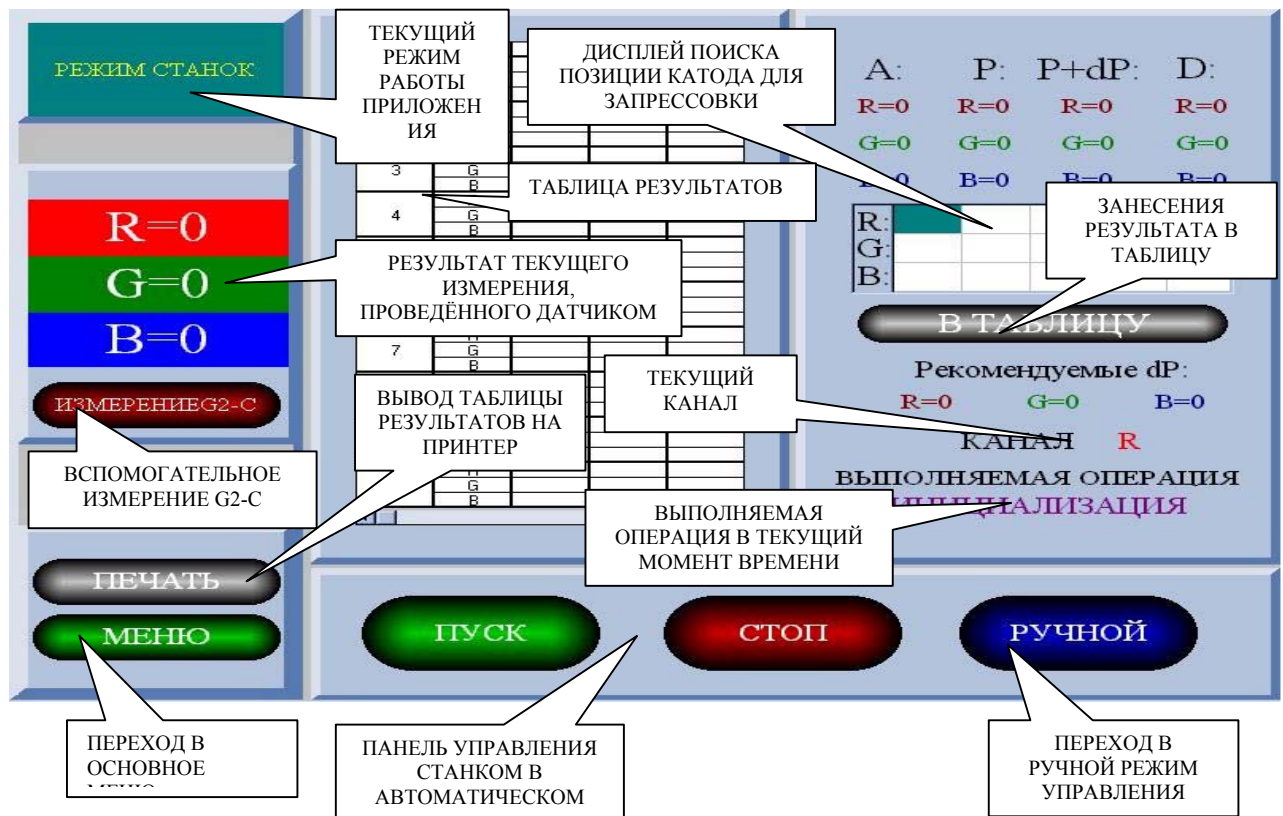 РЕЖИМ СТАНОК
R=0
G=0
B=0
ИЗМЕРЕНИЕG2-C
ВСПОМОГАТЕЛЬНОЕ
ИЗМЕРЕНИЕ G2-C
ПЕЧАТЬ
МЕНЮ
ПЕРЕХОД В
ОСНОВНОЕ
ТЕКУЩИЙ
РЕЖИМ
РАБОТЫ
ПРИЛОЖЕН
ИЯ
3 G
B
ТАБЛИЦА РЕЗУЛЬТАТОВ
4 G
B
РЕЗУЛЬТАТ ТЕКУЩЕГО
ИЗМЕРЕНИЯ,
ПРОВЕДЁННОГО ДАТЧИКОМ
7 G
B
ВЫВОД ТАБЛИЦЫ
РЕЗУЛЬТАТОВ НА
ПРИНТЕР
G
B
ДИСПЛЕЙ ПОИСКА
ПОЗИЦИИ КАТОДА ДЛЯ
ЗАПРЕССОВКИ
A: P: P+dP: D:
R=0 R=0 R=0 R=0
G=0 G=0 G=0 G=0
B=0 B=0 B=0 B=0
R:
G:
B:
ЗАНЕСЕНИЯ
РЕЗУЛЬТАТА В
ТАБЛИЦУ
В ТАБЛИЦУ
Рекомендуемые dP:
R=0 G=0 B=0
ТЕКУЩИЙ
КАНАЛ
КАНАЛ R
ВЫПОЛНЯЕМАЯ ОПЕРАЦИЯ
ИНИЦИАЛИЗАЦИЯ
ВЫПОЛНЯЕМАЯ
ОПЕРАЦИЯ В ТЕКУЩИЙ
МОМЕНТ ВРЕМЕНИ
ПУСК СТОП РУЧНОЙ
ПАНЕЛЬ УПРАВЛЕНИЯ
СТАНКОМ В
АВТОМАТИЧЕСКОМ
ПЕРЕХОД В
РУЧНОЙ РЕЖИМ
УПРАВЛЕНИЯ